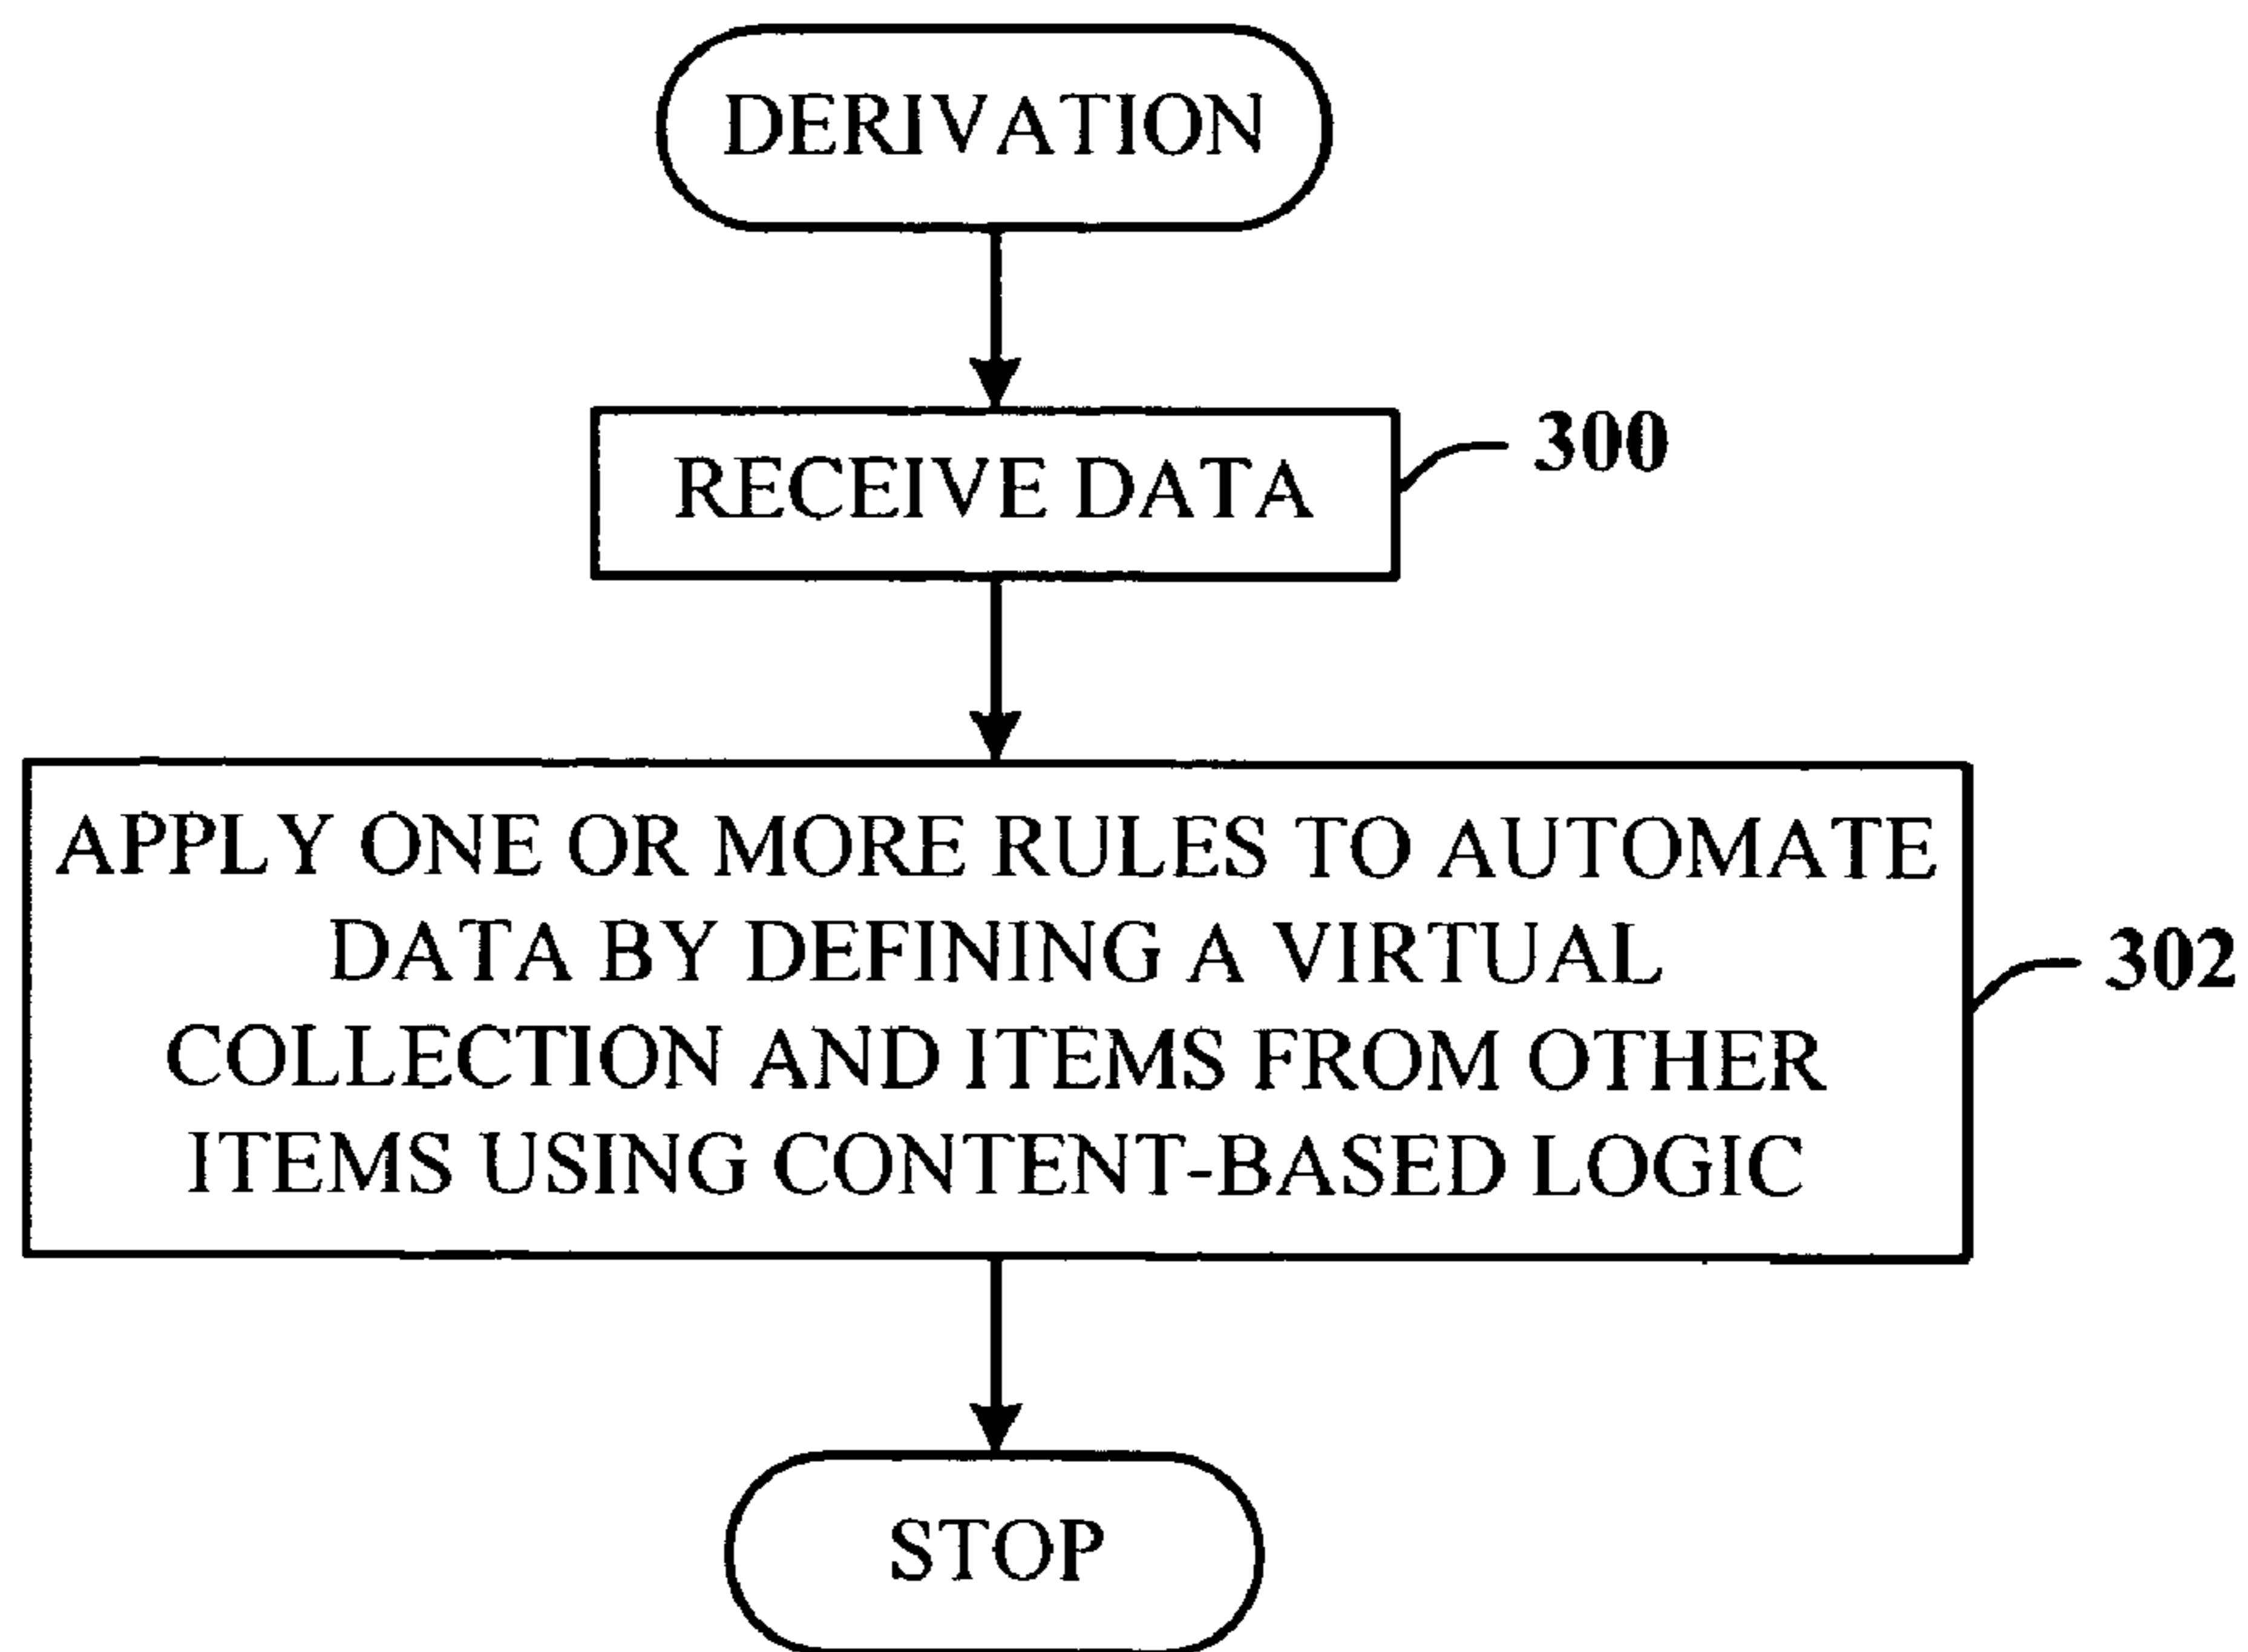 DERIVATION
RECEIVE DATA
300
APPLY ONE OR MORE RULES TO AUTOMATE
DATA BY DEFINING A VIRTUAL
COLLECTION AND ITEMS FROM OTHER
ITEMS USING CONTENT-BASED LOGIC
302
STOP